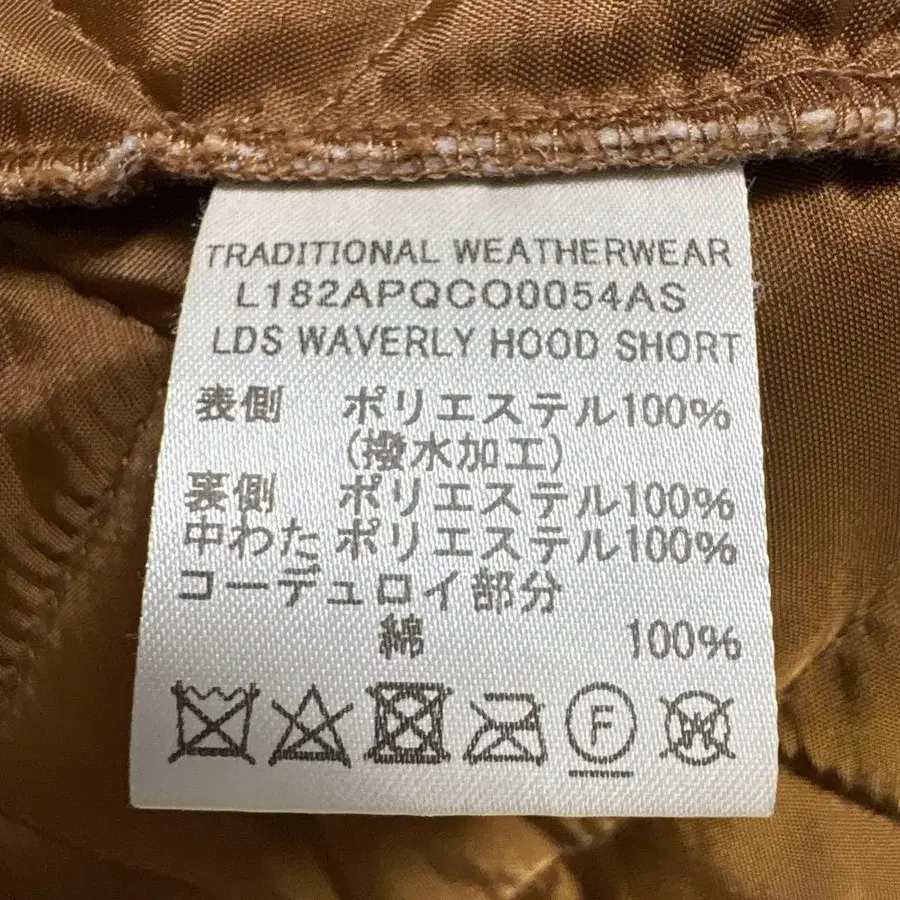 TRADITIONAL WEATHERWEAR
L182APQCO0054AS
LDS WAVERLY HOOD SHORT
表側 ポリエステル100%
(撥水加工)
裏側 ポリエステル100%
中わた ポリエステル100%
コーデュロイ部分
綿 100%
F W